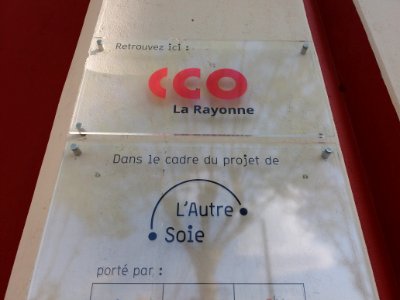 Retrouvez ici :
CCO
La Rayonne
Dans le cadre du projet de
L'Autre
Soie
porté par :